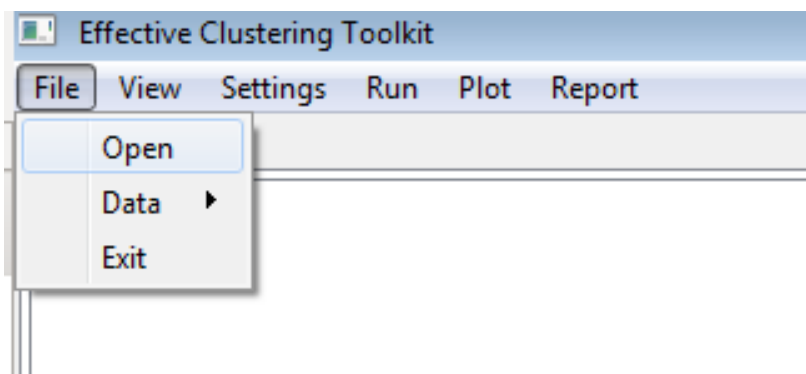 Effective Clustering Toolkit
File View Settings Run Plot Report
Open
Data
Exit